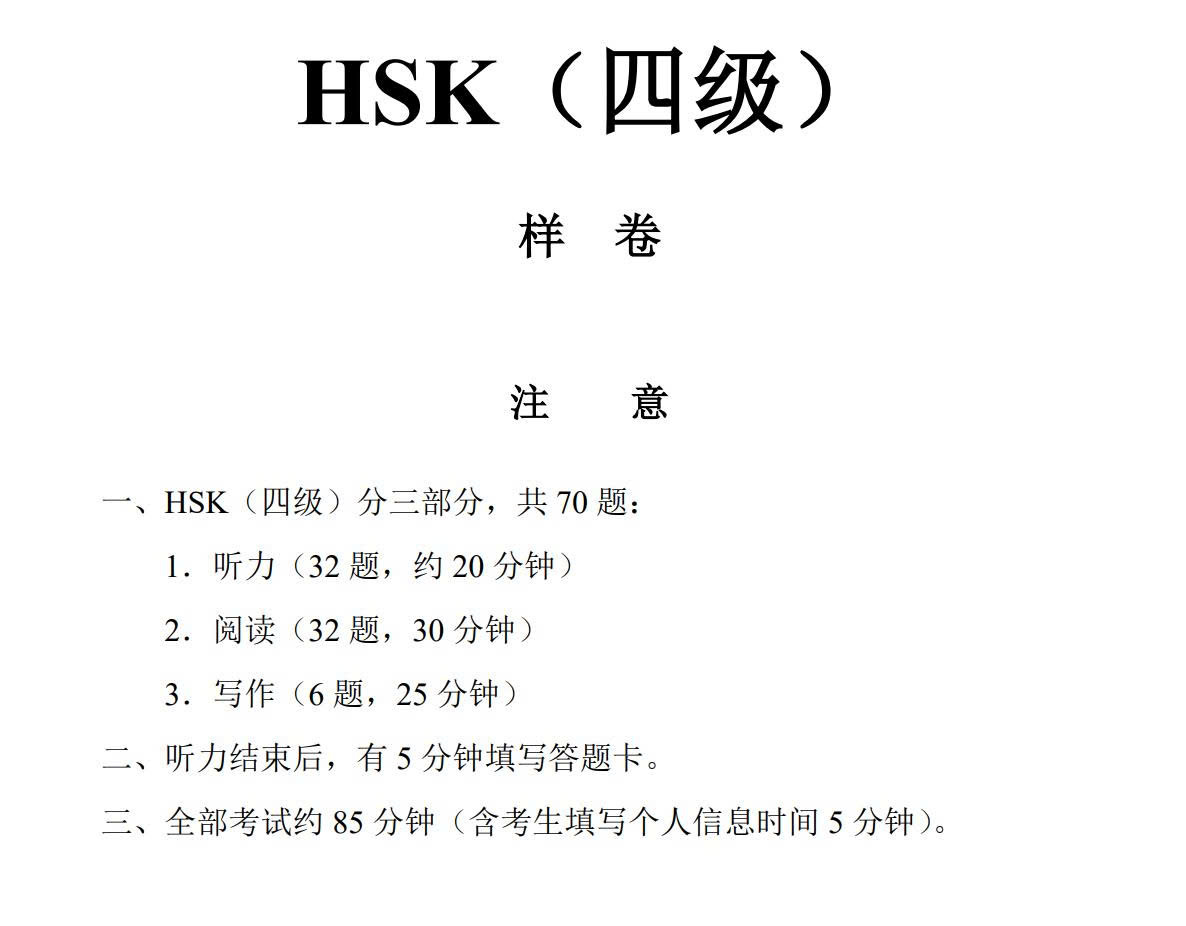 HSK（四级）
样 卷
注 意
一、HSK（四级）分三部分，共 70 题：
1．听力（32 题，约 20 分钟）
2．阅读（32 题，30 分钟）
3．写作（6 题，25 分钟）
二、听力结束后，有 5 分钟填写答题卡。
三、全部考试约 85 分钟（含考生填写个人信息时间 5 分钟）。